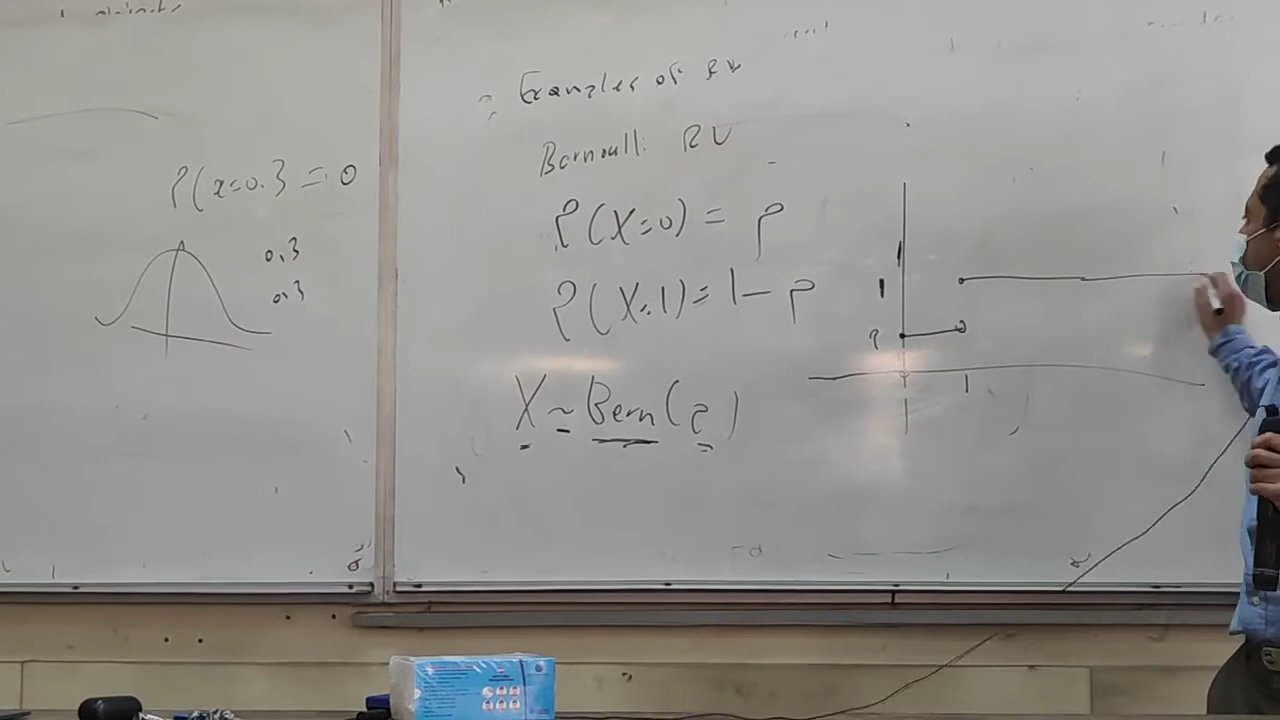 P(x=0.3) = 0
0.3
0.3
Examples of RV
Bernoulli RV
P(X=0) = p
P(X=1) = 1-p
X ~ Bern(p)
1
p
1